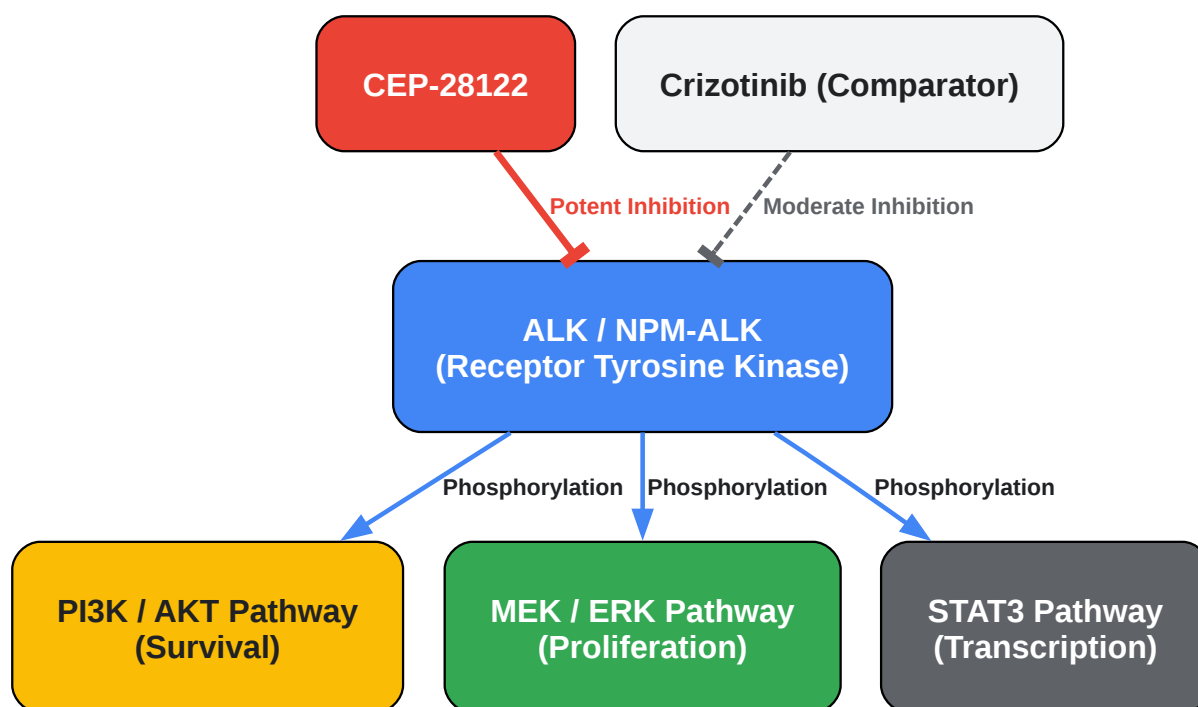 CEP-28122
Crizotinib (Comparator)
Potent Inhibition
Moderate Inhibition
ALK / NPM-ALK
(Receptor Tyrosine Kinase)
Phosphorylation
Phosphorylation
Phosphorylation
PI3K / AKT Pathway
(Survival)
MEK / ERK Pathway
(Proliferation)
STAT3 Pathway
(Transcription)